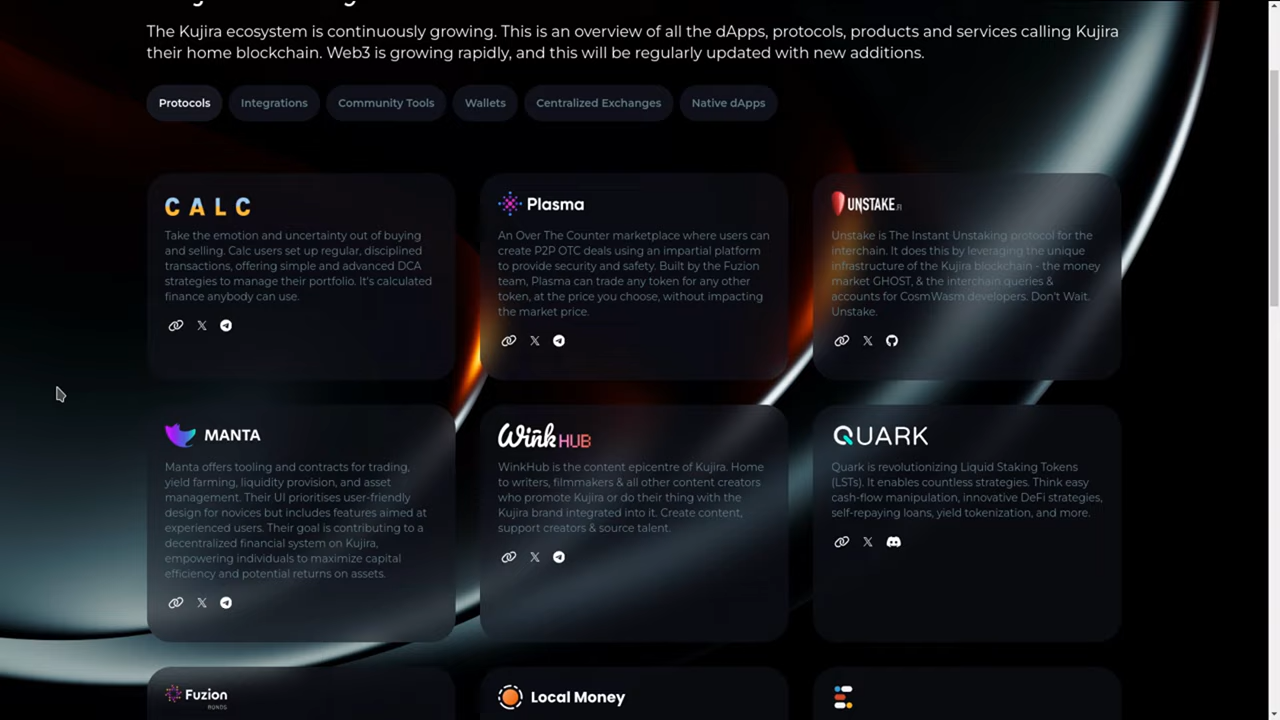 The Kujira ecosystem is continuously growing. This is an overview of all the dApps, protocols, products and services calling Kujira
their home blockchain. Web3 is growing rapidly, and this will be regularly updated with new additions.
Protocols Integrations Community Tools Wallets Centralized Exchanges Native dApps
CALC
Take the emotion and uncertainty out of buying
and selling. Calc users set up regular, disciplined
transactions, offering simple and advanced DCA
strategies to manage their portfolio. It's calculated
finance anybody can use.
Plasma
An Over The Counter marketplace where users can
create P2P OTC deals using an impartial platform
to provide security and safety. Built by the Fuzion
team, Plasma can trade any token for any other
token, at the price you choose, without impacting
the market price.
UNSTAKE.FI
Unstake is The Instant Unstaking protocol for the
interchain. It does this by leveraging the unique
infrastructure of the Kujira blockchain - the money
market GHOST, & the interchain queries &
accounts for CosmWasm developers. Don't Wait.
Unstake.
MANTA
Manta offers tooling and contracts for trading,
yield farming, liquidity provision, and asset
management. Their UI prioritises user-friendly
design for novices but includes features aimed at
experienced users. Their goal is contributing to a
decentralized financial system on Kujira,
empowering individuals to maximize capital
efficiency and potential returns on assets.
Wink HUB
WinkHub is the content epicentre of Kujira. Home
to writers, filmmakers & all other content creators
who promote Kujira or do their thing with the
Kujira brand integrated into it. Create content,
support creators & source talent.
QUARK
Quark is revolutionizing Liquid Staking Tokens
(LSTs). It enables countless strategies. Think easy
cash-flow manipulation, innovative DeFi strategies,
self-repaying loans, yield tokenization, and more.
Fuzion
BONDS
Local Money